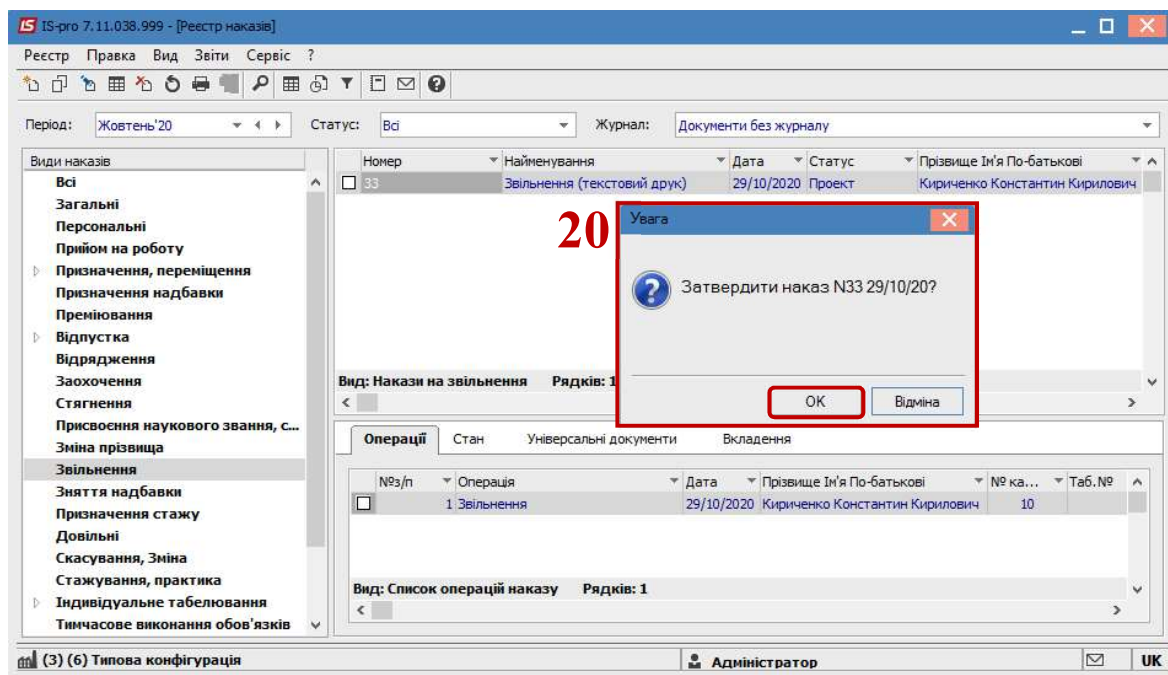 IS-pro 7.11.038.999 - [Реєстр наказів]
Реєстр Правка Вид Звіти Сервіс ?
Період: Жовтень'20 Статус: Всі Журнал: Документи без журналу
Види наказів
Всі
Загальні
Персональні
Прийом на роботу
Призначення, переміщення
Призначення надбавки
Преміювання
Відпустка
Відрядження
Заохочення
Стягнення
Присвоєння наукового звання, с...
Зміна прізвища
Звільнення
Зняття надбавки
Призначення стажу
Довільні
Скасування, Зміна
Стажування, практика
Індивідуальне табелювання
Тимчасове виконання обов'язків
Номер Найменування Дата Статус Прізвище Ім'я По-батькові
33 Звільнення (текстовий друк) 29/10/2020 Проект Кириченко Константин Кирилович
20
Увага
Затвердити наказ N33 29/10/20?
OK Відміна
Вид: Накази на звільнення Рядків: 1
Операції Стан Універсальні документи Вкладення
№з/п Операція Дата Прізвище Ім'я По-батькові № ка... Таб.№
1 Звільнення 29/10/2020 Кириченко Константин Кирилович 10
Вид: Список операцій наказу Рядків: 1
(3) (6) Типова конфігурація Адміністратор UK